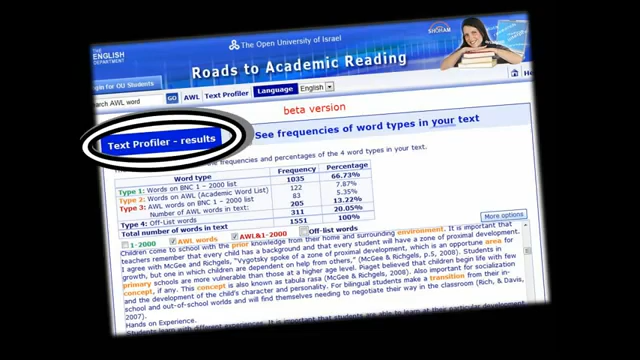 THE
ENGLISH
DEPARTMENT
The Open University of Israel
SHOHAM
Roads to Academic Reading
Login for OU Students
Search AWL word
GO
AWL
Text Profiler
Language
English
He
beta version
Text Profiler - results
See frequencies of word types in your text
frequencies and percentages of the 4 word types in your text.
Word type Frequency Percentage
Type 1: Words on BNC 1 – 2000 list 1035 66.73%
Type 2: Words on AWL (Academic Word List) 122 7.87%
Type 3: Words on BNC 1 – 2000 list 83 5.35%
Number of AWL words in text: 205 13.22%
Type 4: Off-List words 311 20.05%
Total number of words in text: 1551 100%
More options
1-2000 AWL words AWL&1-2000 Off-list words
Children come to school with the prior knowledge from their home and surrounding environment. It is important that
teachers remember that every child has a background and that every student will have a zone of proximal development.
I agree with McGee and Richgels, "Vygotsky spoke of a zone of proximal development, which is an opportune area for
growth, but one in which children are dependent on help from others," (McGee & Richgels, p.5, 2008). Students in
primary schools are more vulnerable than those at a higher age level. Piaget believed that children begin life with few
concept, if any. This concept is also known as tabula rasa (McGee & Richgels, 2008). Also important for socialization
and the development of the child's character and personality. For bilingual students make a transition from their in-
school and out-of-school worlds and will find themselves needing to negotiate their way in the classroom (Rich, & Davis,
2007).
Hands on Experience.